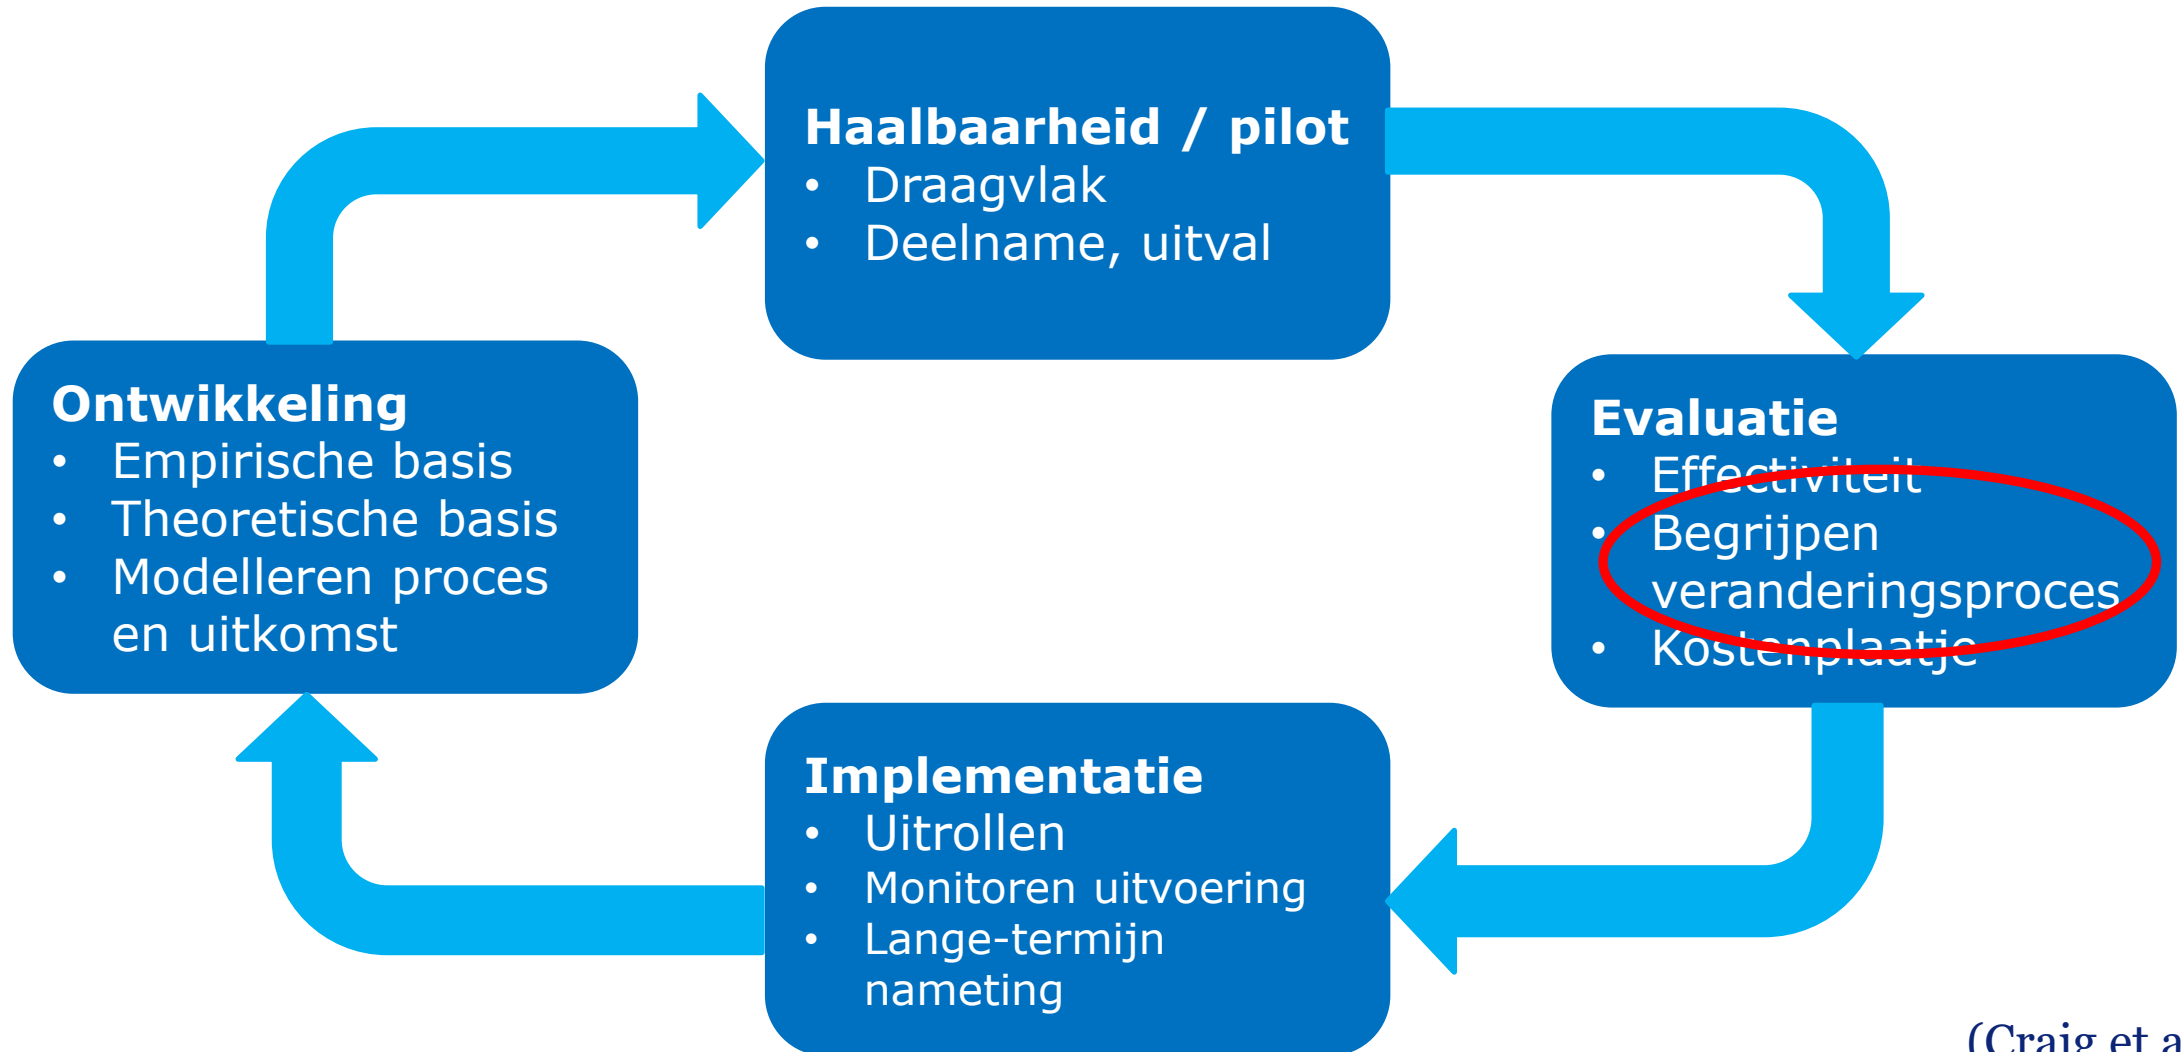 Haalbaarheid / pilot
• Draagvlak
• Deelname, uitval
Ontwikkeling
• Empirische basis
• Theoretische basis
• Modelleren proces
en uitkomst
Evaluatie
• Effectiviteit
• Begrijpen
veranderingsproces
• Kostenplaatje
Implementatie
• Uitrollen
• Monitoren uitvoering
• Lange-termijn
nameting
(Craig et a